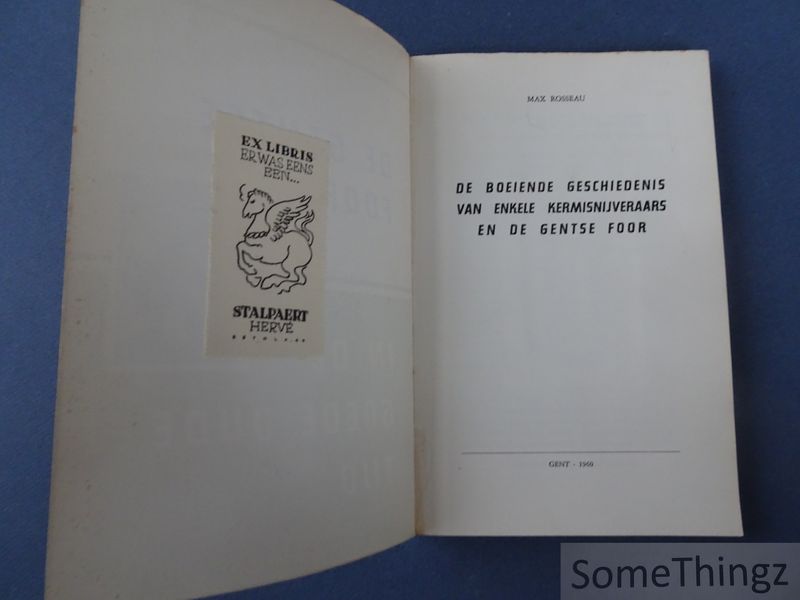 EX LIBRIS
ER WAS EENS
EEN...
STALPAERT
HERVÉ
MAX ROSSEAU
DE BOEIENDE GESCHIEDENIS
VAN ENKELE KERMISNIJVERAARS
EN DE GENTSE FOOR
GENT - 1960
SomeThingz